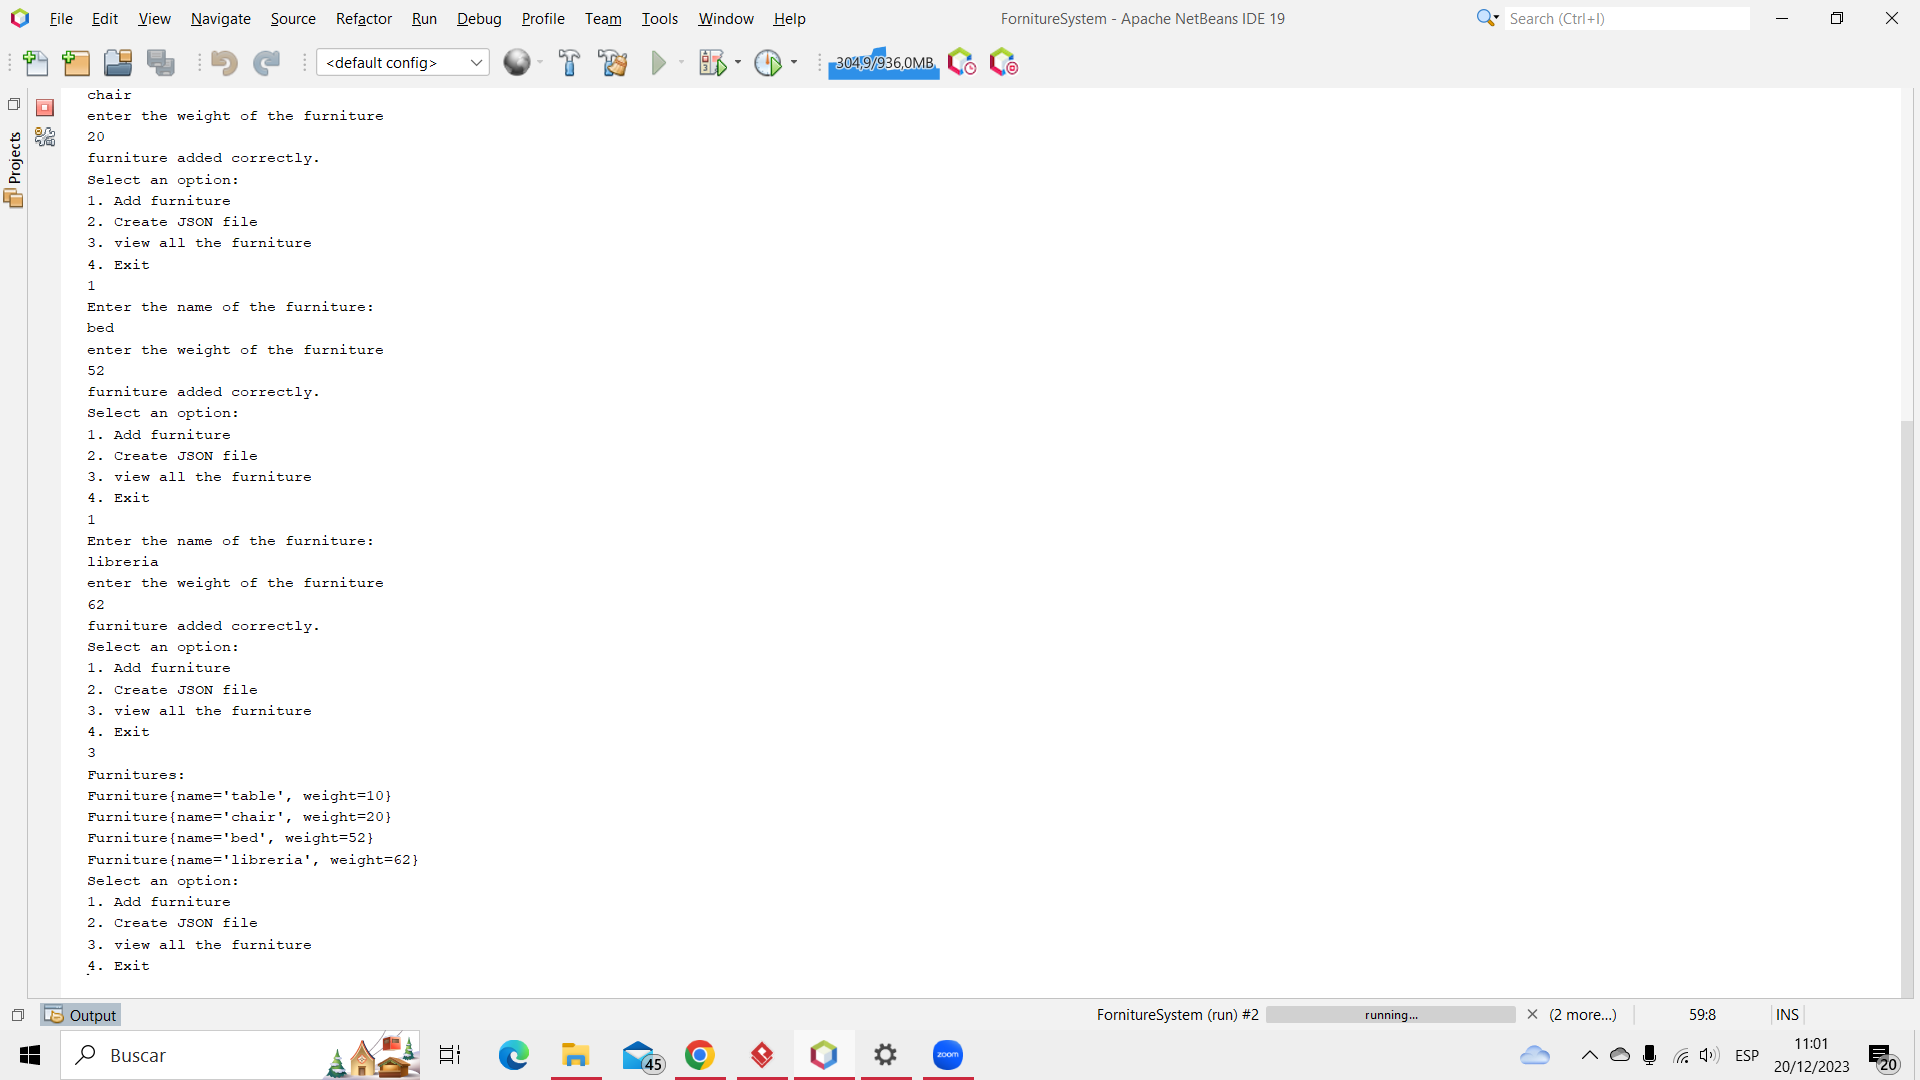 File Edit View Navigate Source Refactor Run Debug Profile Team Tools Window Help FornitureSystem - Apache NetBeans IDE 19 Search (Ctrl+I)
<default config> 304,9/936,0MB
Projects
chair
enter the weight of the furniture
20
furniture added correctly.
Select an option:
1. Add furniture
2. Create JSON file
3. view all the furniture
4. Exit
1
Enter the name of the furniture:
bed
enter the weight of the furniture
52
furniture added correctly.
Select an option:
1. Add furniture
2. Create JSON file
3. view all the furniture
4. Exit
1
Enter the name of the furniture:
libreria
enter the weight of the furniture
62
furniture added correctly.
Select an option:
1. Add furniture
2. Create JSON file
3. view all the furniture
4. Exit
3
Furnitures:
Furniture{name='table', weight=10}
Furniture{name='chair', weight=20}
Furniture{name='bed', weight=52}
Furniture{name='libreria', weight=62}
Select an option:
1. Add furniture
2. Create JSON file
3. view all the furniture
4. Exit
Output FornitureSystem (run) #2 running... (2 more...) 59:8 INS
Buscar 45 zoom ESP 11:01
20/12/2023 20